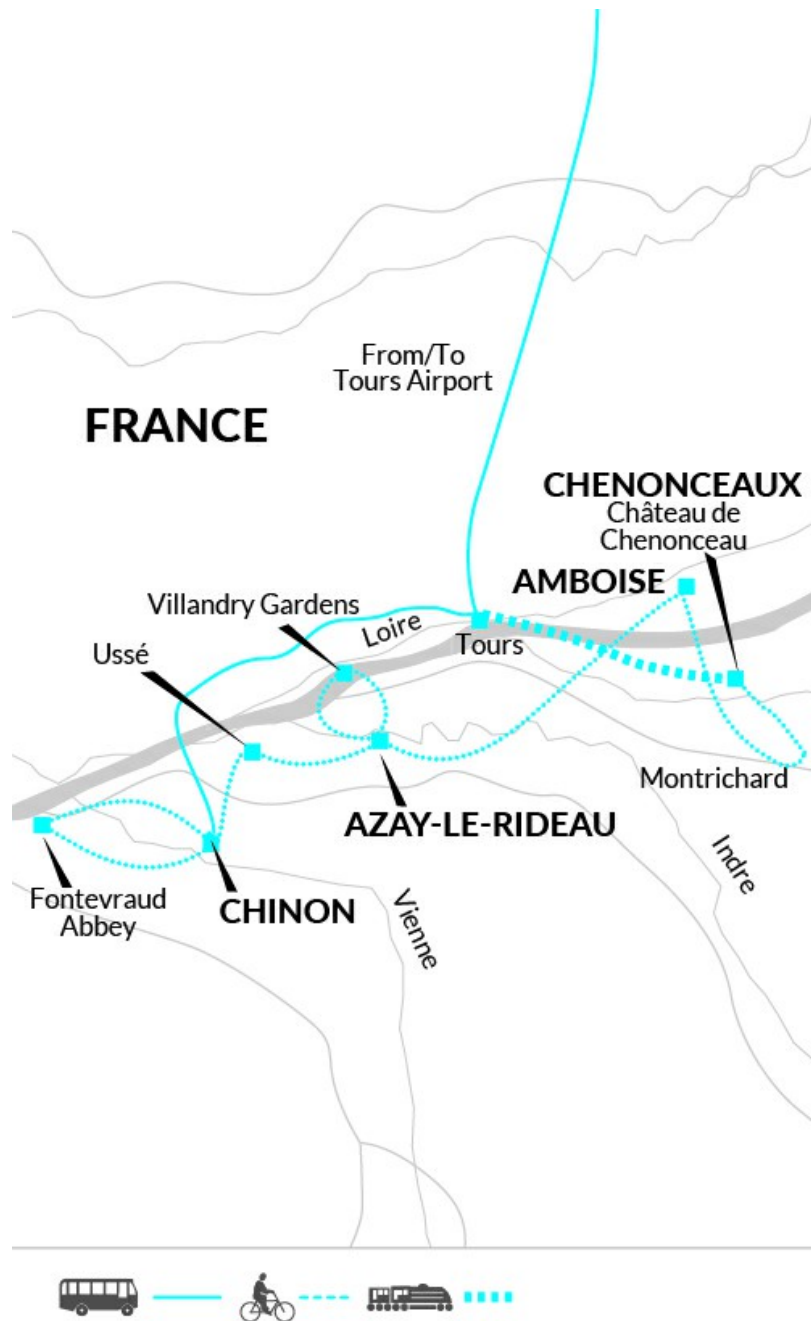 From/To
Tours Airport
FRANCE
CHENONCEAUX
Château de
Chenonceau
AMBOISE
Villandry Gardens
Loire
Tours
Ussé
Montrichard
AZAY-LE-RIDEAU
Indre
Fontevraud
Abbey
CHINON
Vienne